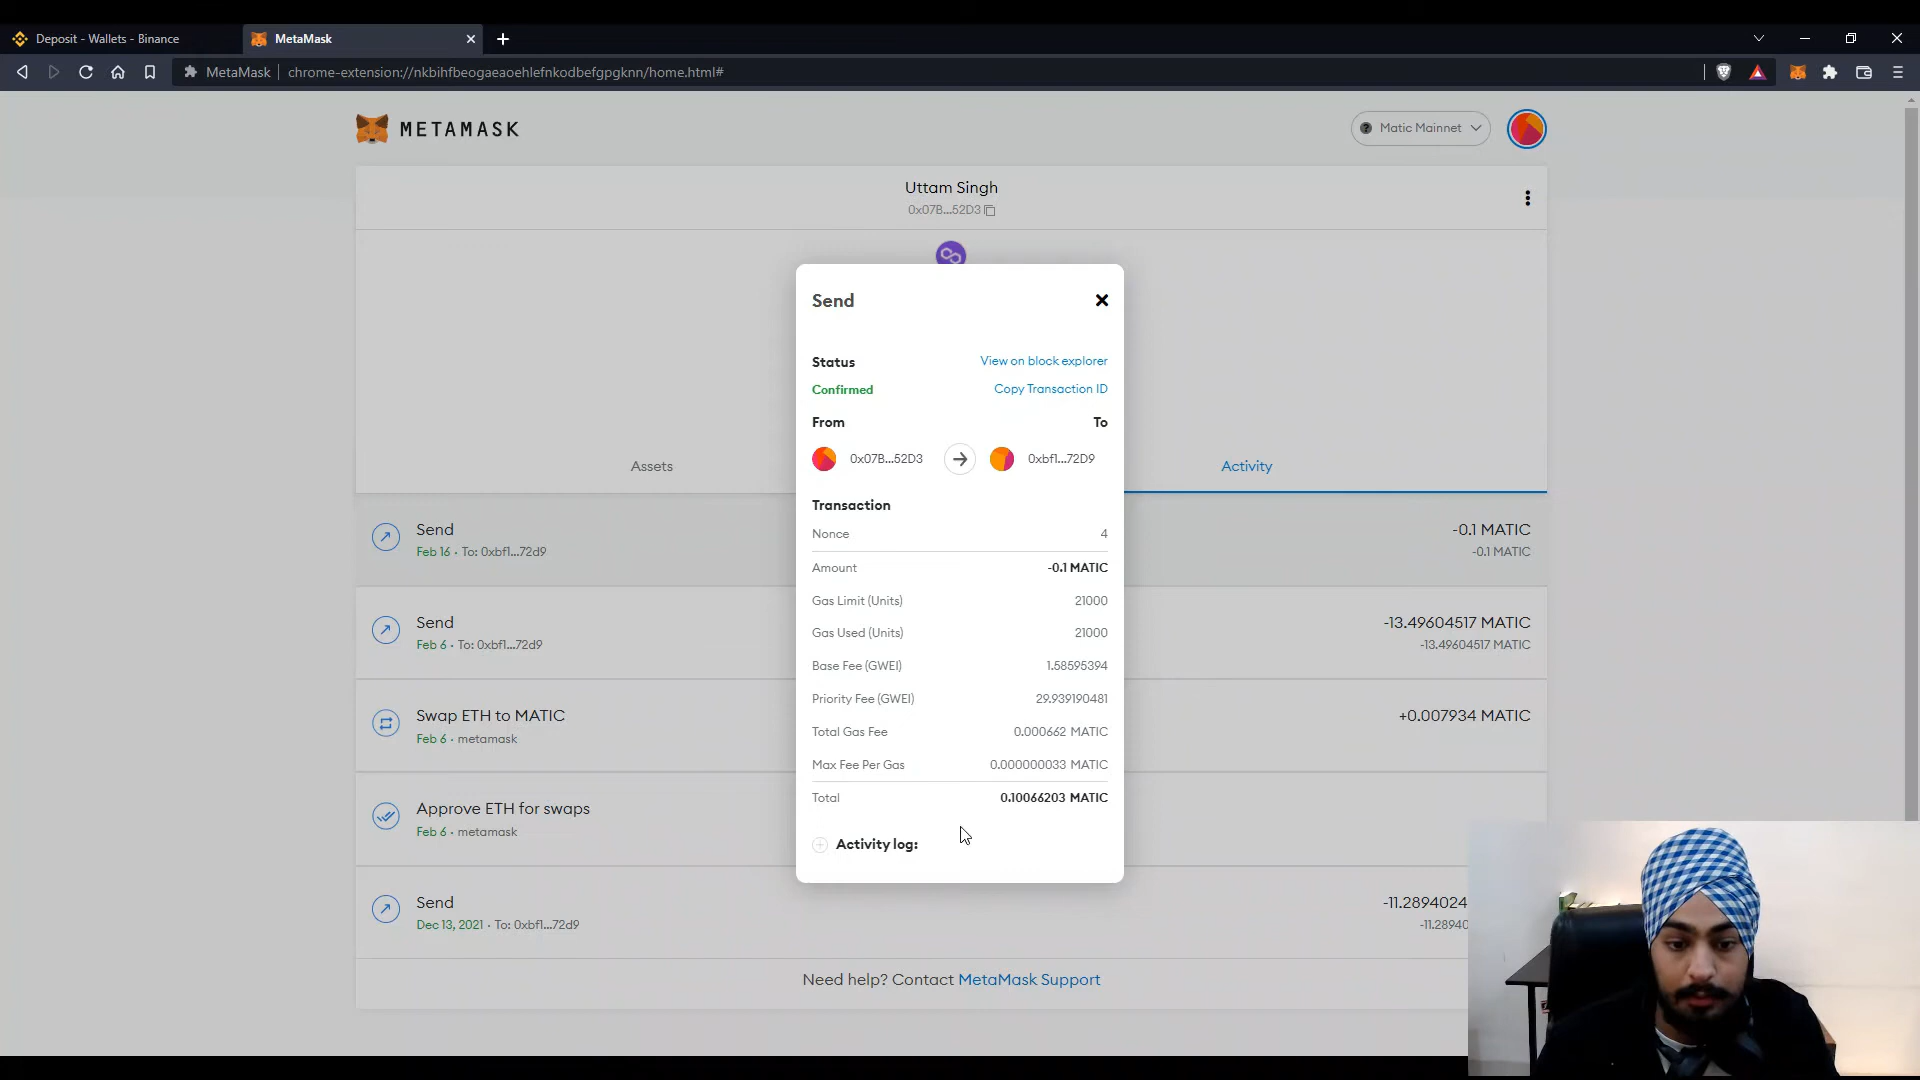 Deposit - Wallets - Binance
MetaMask
MetaMask
chrome-extension://nkbihfbeogaeaoehlefnkodbefgpgknn/home.html#
METAMASK
Matic Mainnet
Uttam Singh
0x07B...52D3
Send
Status
View on block explorer
Confirmed
Copy Transaction ID
From
To
0x07B...52D3
0xbf1...72D9
Transaction
Nonce
4
Amount
-0.1 MATIC
Gas Limit (Units)
21000
Gas Used (Units)
21000
Base Fee (GWEI)
1.58595394
Priority Fee (GWEI)
29.939190481
Total Gas Fee
0.000662 MATIC
Max Fee Per Gas
0.000000033 MATIC
Total
0.10066203 MATIC
Activity log:
Assets
Activity
Send
Feb 16 · To: 0xbf1...72d9
-0.1 MATIC
-0.1 MATIC
Send
Feb 6 · To: 0xbf1...72d9
-13.49604517 MATIC
-13.49604517 MATIC
Swap ETH to MATIC
Feb 6 · metamask
+0.007934 MATIC
Approve ETH for swaps
Feb 6 · metamask
Send
Dec 13, 2021 · To: 0xbf1...72d9
-11.2894024
-11.28940
Need help? Contact MetaMask Support